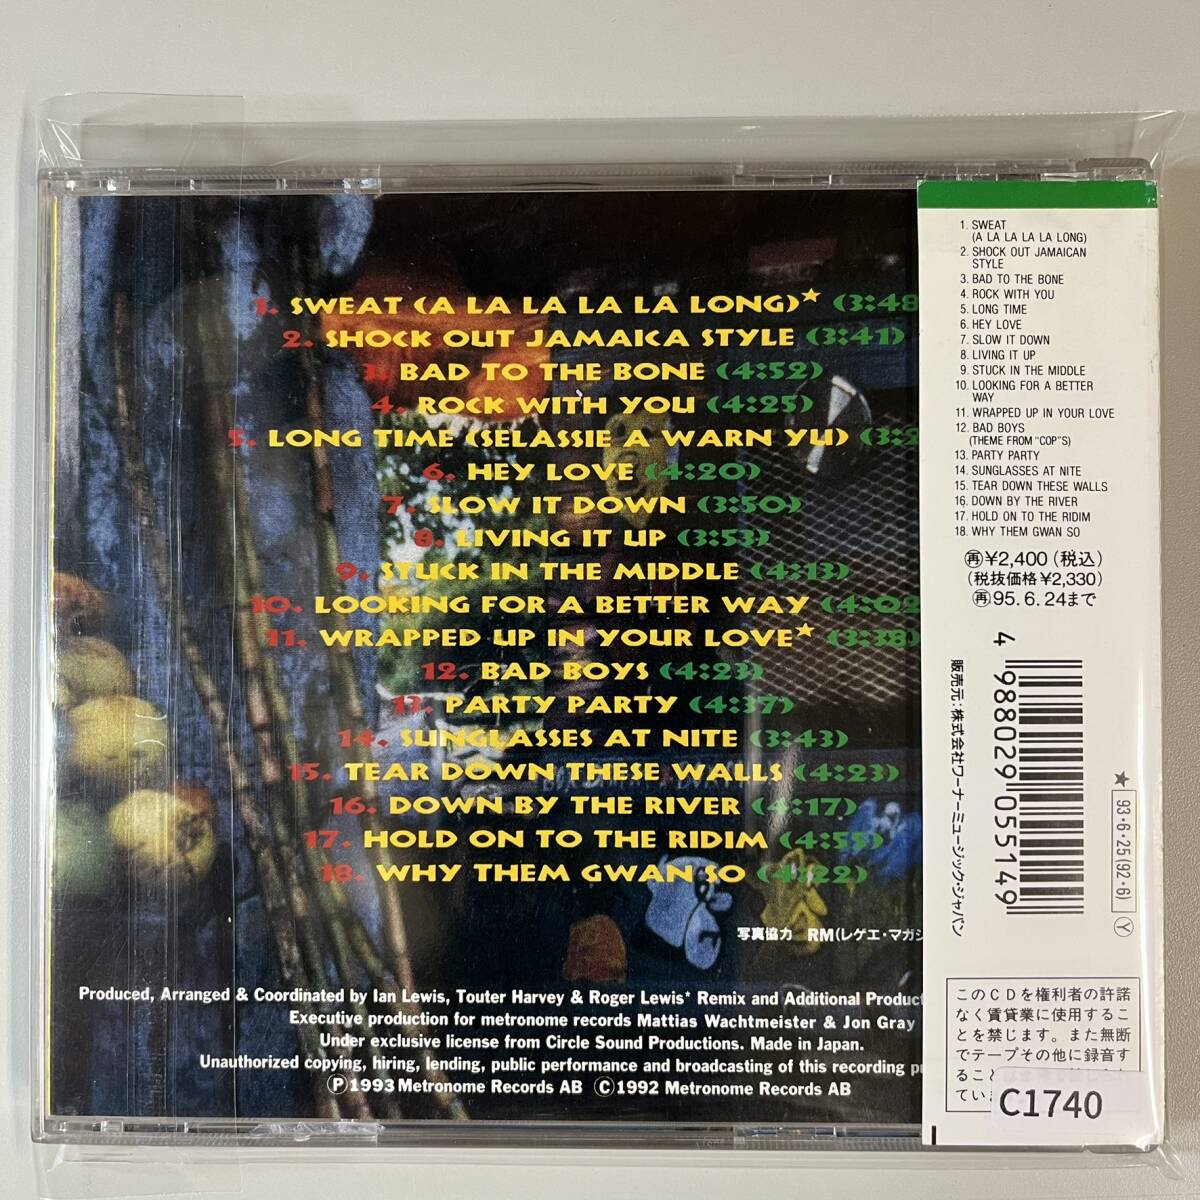 1. SWEAT (A LA LA LA LA LONG)★ (3:48
2. SHOCK OUT JAMAICA STYLE (3:41)
3. BAD TO THE BONE (4:52)
4. ROCK WITH YOU (4:25)
5. LONG TIME (SELASSIE A WARN YU)
6. HEY LOVE (4:20)
7. SLOW IT DOWN (3:50)
8. LIVING IT UP (3:53)
9. STUCK IN THE MIDDLE (4:13)
10. LOOKING FOR A BETTER WAY (4:02
11. WRAPPED UP IN YOUR LOVE★ (3:38)
12. BAD BOYS (4:23)
13. PARTY PARTY (4:37)
14. SUNGLASSES AT NITE (3:43)
15. TEAR DOWN THESE WALLS (4:23)
16. DOWN BY THE RIVER (4:17)
17. HOLD ON TO THE RIDIM (4:55)
18. WHY THEM GWAN SO (4:22)
写真協力 RM(レゲエ・マガジ
Produced, Arranged & Coordinated by Ian Lewis, Touter Harvey & Roger Lewis* Remix and Additional Product
Executive production for metronome records Mattias Wachtmeister & Jon Gray
Under exclusive license from Circle Sound Productions. Made in Japan.
Unauthorized copying, hiring, lending, public performance and broadcasting of this recording
Ⓟ1993 Metronome Records AB Ⓒ1992 Metronome Records AB
1. SWEAT
(A LA LA LA LA LONG)
2. SHOCK OUT JAMAICAN
STYLE
3. BAD TO THE BONE
4. ROCK WITH YOU
5. LONG TIME
6. HEY LOVE
7. SLOW IT DOWN
8. LIVING IT UP
9. STUCK IN THE MIDDLE
10. LOOKING FOR A BETTER
WAY
11. WRAPPED UP IN YOUR LOVE
12. BAD BOYS
(THEME FROM "COP"S)
13. PARTY PARTY
14. SUNGLASSES AT NITE
15. TEAR DOWN THESE WALLS
16. DOWN BY THE RIVER
17. HOLD ON TO THE RIDIM
18. WHY THEM GWAN SO
㊢¥2,400(税込)
(税抜価格¥2,330)
㊢95.6.24まで
4 988029 055149
販売元:株式会社ワーナーミュージック・ジャパン
★ 93・6・25(92・6) Ⓨ
このCDを権利者の許諾
なく賃貸業に使用するこ
とを禁じます。また無断
でテープその他に録音す
ること
てい
C1740